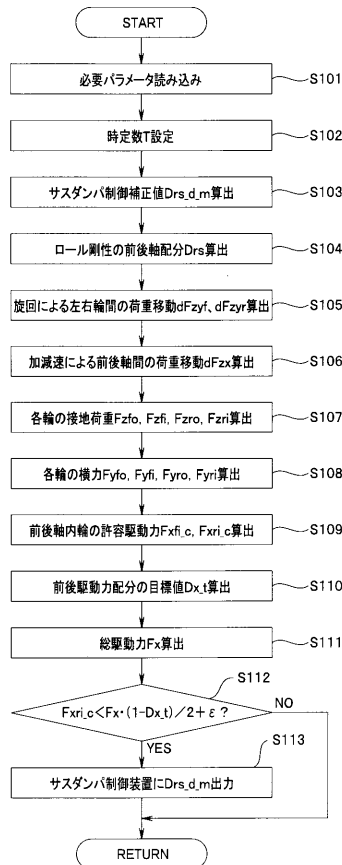 START
必要パラメータ読み込み
S101
時定数T設定
S102
サスダンパ制御補正値Drs_d_m算出
S103
ロール剛性の前後軸配分Drs算出
S104
旋回による左右輪間の荷重移動dFzyf、dFzyr算出
S105
加減速による前後軸間の荷重移動dFzx算出
S106
各輪の接地荷重Fzfo, Fzfi, Fzro, Fzri算出
S107
各輪の横力Fyfo, Fyfi, Fyro, Fyri算出
S108
前後軸内輪の許容駆動力Fxfi_c, Fxri_c算出
S109
前後駆動力配分の目標値Dx_t算出
S110
総駆動力Fx算出
S111
S112
Fxri_c<Fx・(1-Dx_t)/2+ε?
NO
YES
S113
サスダンパ制御装置にDrs_d_m出力
RETURN